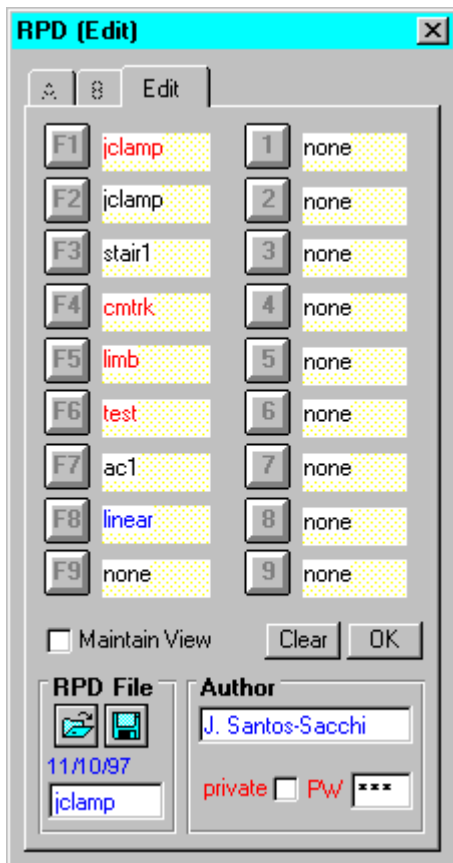 RPD (Edit)
A B Edit
F1 jclamp 1 none
F2 jclamp 2 none
F3 stair1 3 none
F4 cmtrk 4 none
F5 limb 5 none
F6 test 6 none
F7 ac1 7 none
F8 linear 8 none
F9 none 9 none
Maintain View Clear OK
RPD File Author
J. Santos-Sacchi
11/10/97
private PW ***
jclamp